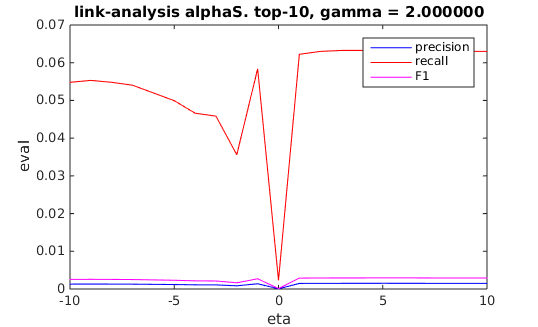 link-analysis alphaS. top-10, gamma = 2.000000
0.07
0.06
0.05
0.04
0.03
0.02
0.01
0
eval
precision
recall
F1
-10 -5 0 5 10
eta